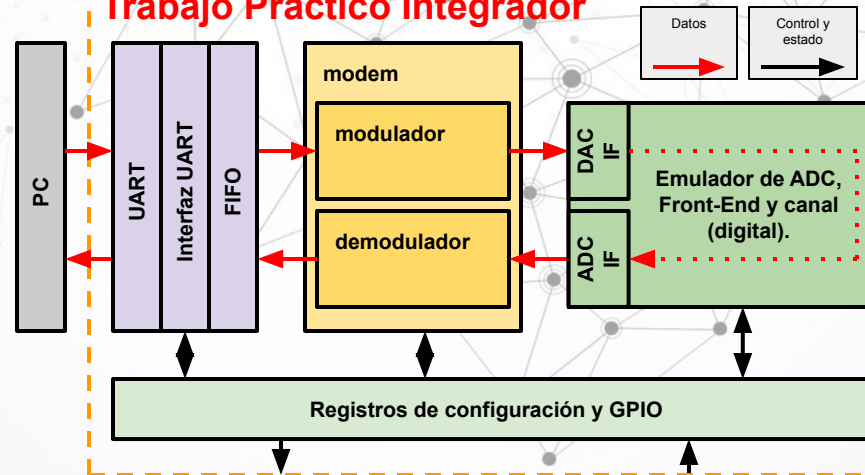 Trabajo Práctico Integrador
Datos
Control y
estado
PC
UART
Interfaz UART
FIFO
modem
modulador
demodulador
DAC
IF
ADC
IF
Emulador de ADC,
Front-End y canal
(digital).
Registros de configuración y GPIO